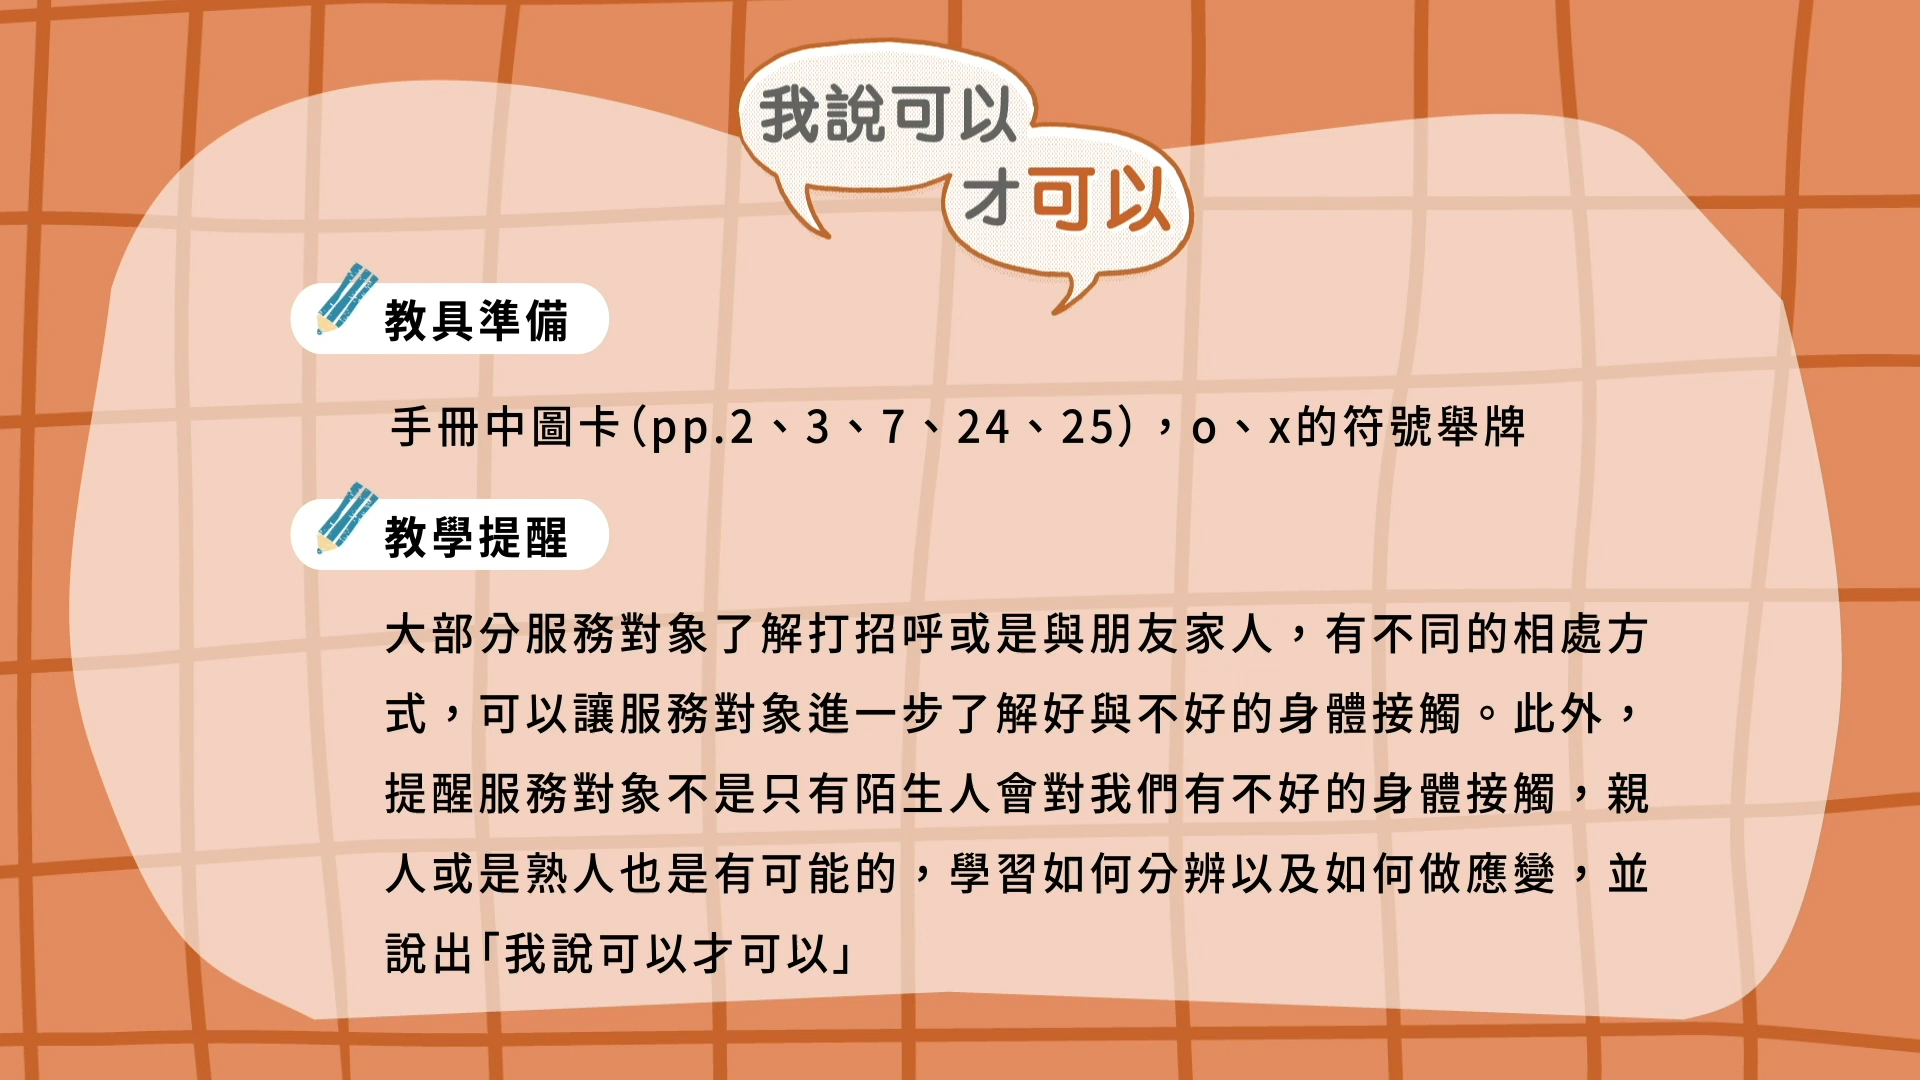 我說可以
才可以
教具準備
手冊中圖卡(pp.2、3、7、24、25),o、x的符號舉牌
教學提醒
大部分服務對象了解打招呼或是與朋友家人,有不同的相處方
式,可以讓服務對象進一步了解好與不好的身體接觸。此外,
提醒服務對象不是只有陌生人會對我們有不好的身體接觸,親
人或是熟人也是有可能的,學習如何分辨以及如何做應變,並
說出「我說可以才可以」